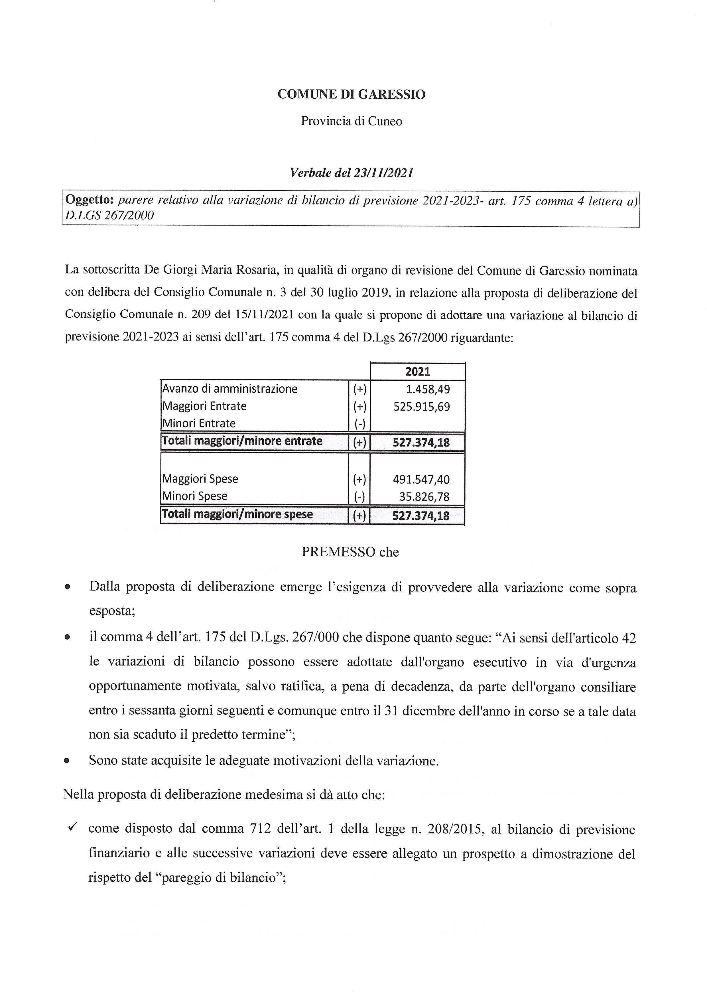 COMUNE DI GARESSIO
Provincia di Cuneo
Verbale del 23/11/2021
Oggetto: parere relativo alla variazione di bilancio di previsione 2021-2023- art. 175 comma 4 lettera a)
D.LGS 267/2000
La sottoscritta De Giorgi Maria Rosaria, in qualità di organo di revisione del Comune di Garessio nominata
con delibera del Consiglio Comunale n. 3 del 30 luglio 2019, in relazione alla proposta di deliberazione del
Consiglio Comunale n. 209 del 15/11/2021 con la quale si propone di adottare una variazione al bilancio di
previsione 2021-2023 ai sensi dell’art. 175 comma 4 del D.Lgs 267/2000 riguardante:
2021
Avanzo di amministrazione (+) 1.458,49
Maggiori Entrate (+) 525.915,69
Minori Entrate (-)
Totali maggiori/minore entrate (+) 527.374,18
Maggiori Spese (+) 491.547,40
Minori Spese (-) 35.826,78
Totali maggiori/minore spese (+) 527.374,18
PREMESSO che
• Dalla proposta di deliberazione emerge l’esigenza di provvedere alla variazione come sopra
esposta;
• il comma 4 dell’art. 175 del D.Lgs. 267/000 che dispone quanto segue: “Ai sensi dell'articolo 42
le variazioni di bilancio possono essere adottate dall'organo esecutivo in via d'urgenza
opportunamente motivata, salvo ratifica, a pena di decadenza, da parte dell'organo consiliare
entro i sessanta giorni seguenti e comunque entro il 31 dicembre dell'anno in corso se a tale data
non sia scaduto il predetto termine”;
• Sono state acquisite le adeguate motivazioni della variazione.
Nella proposta di deliberazione medesima si dà atto che:
✓ come disposto dal comma 712 dell’art. 1 della legge n. 208/2015, al bilancio di previsione
finanziario e alle successive variazioni deve essere allegato un prospetto a dimostrazione del
rispetto del “pareggio di bilancio”;